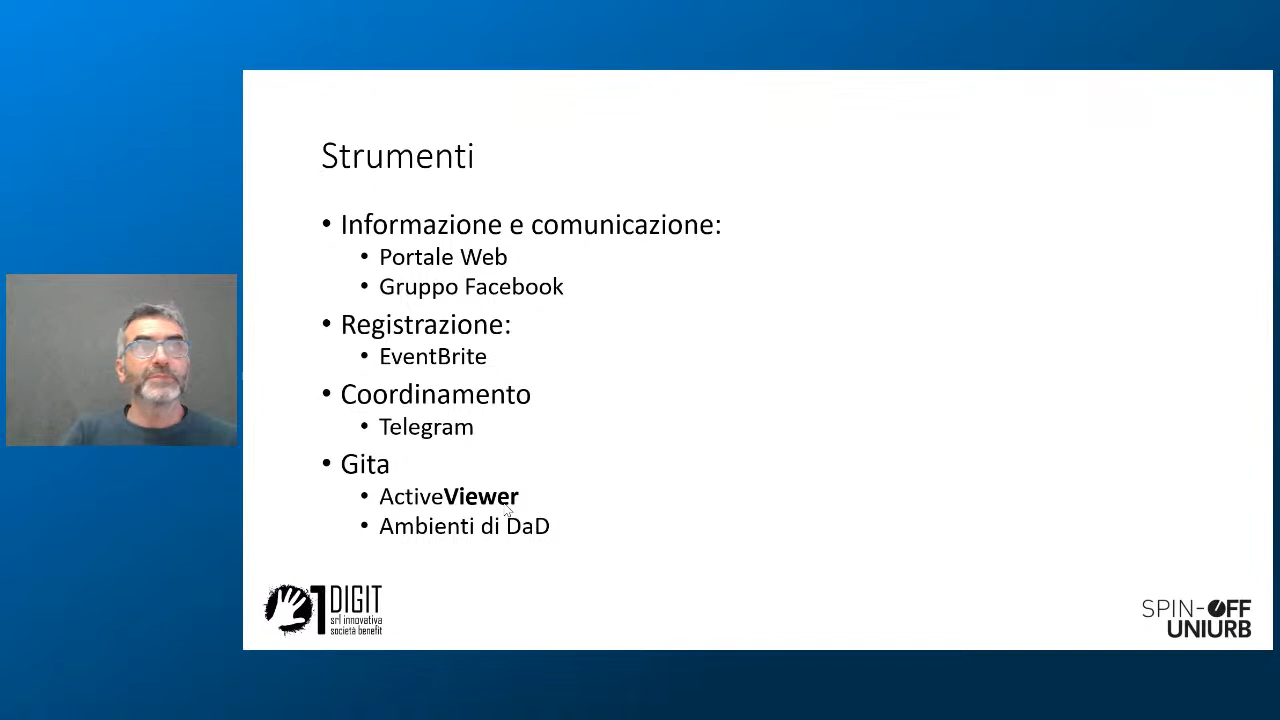 Strumenti
• Informazione e comunicazione:
• Portale Web
• Gruppo Facebook
• Registrazione:
• EventBrite
• Coordinamento
• Telegram
• Gita
• ActiveViewer
• Ambienti di DaD
1 DIGIT
srl innovativa
società benefit
SPIN-OFF
UNIURB